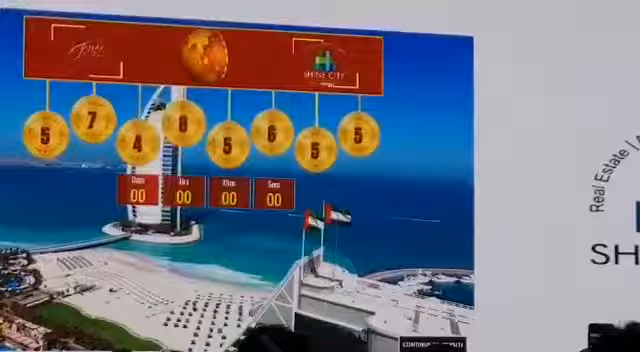 SHINE CITY
5 7 4 8 5 6 5 5
Days Hrs Mins Secs
00 00 00 00
Real Estate
SH